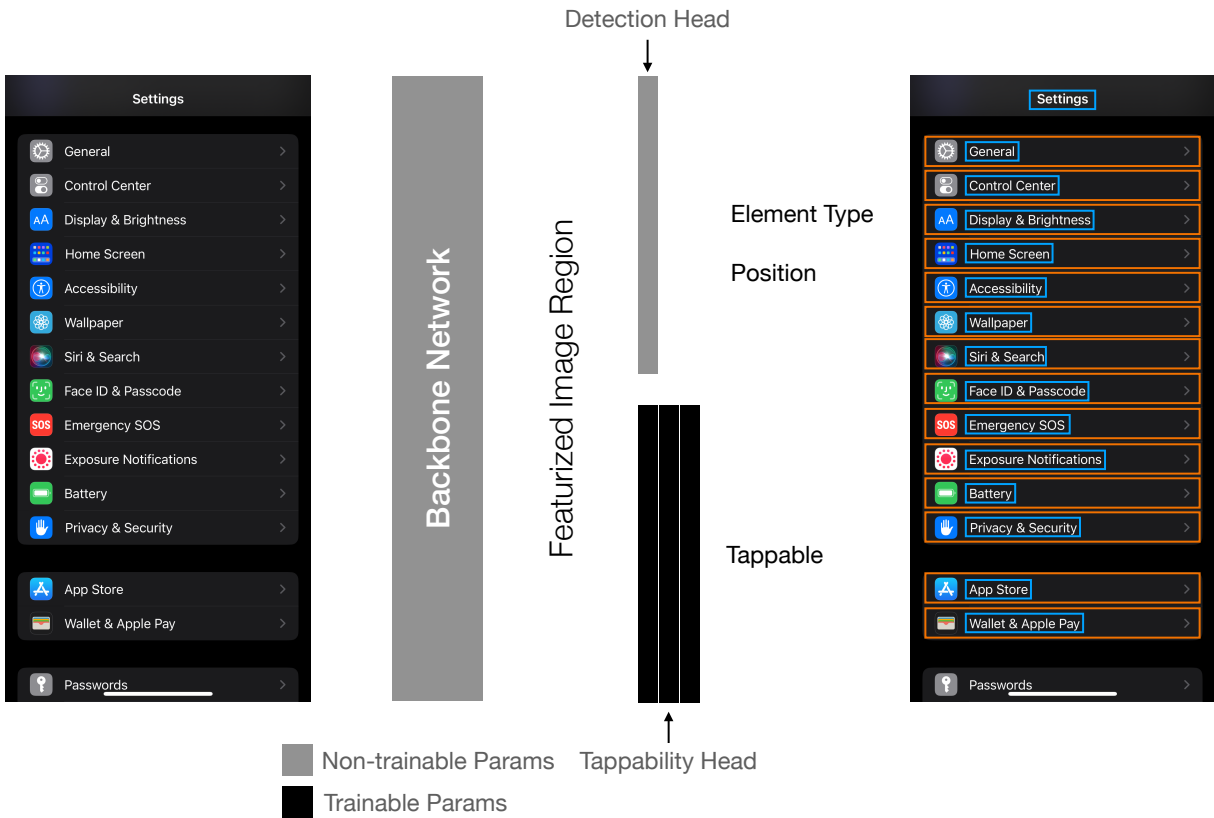 Detection Head
Settings
General
Control Center
AA Display & Brightness
Home Screen
Accessibility
Wallpaper
Siri & Search
Face ID & Passcode
SOS Emergency SOS
Exposure Notifications
Battery
Privacy & Security
App Store
Wallet & Apple Pay
Passwords
Backbone Network
Featurized Image Region
Element Type
Position
Tappable
Settings
General
Control Center
AA Display & Brightness
Home Screen
Accessibility
Wallpaper
Siri & Search
Face ID & Passcode
SOS Emergency SOS
Exposure Notifications
Battery
Privacy & Security
App Store
Wallet & Apple Pay
Passwords
Non-trainable Params
Tappability Head
Trainable Params